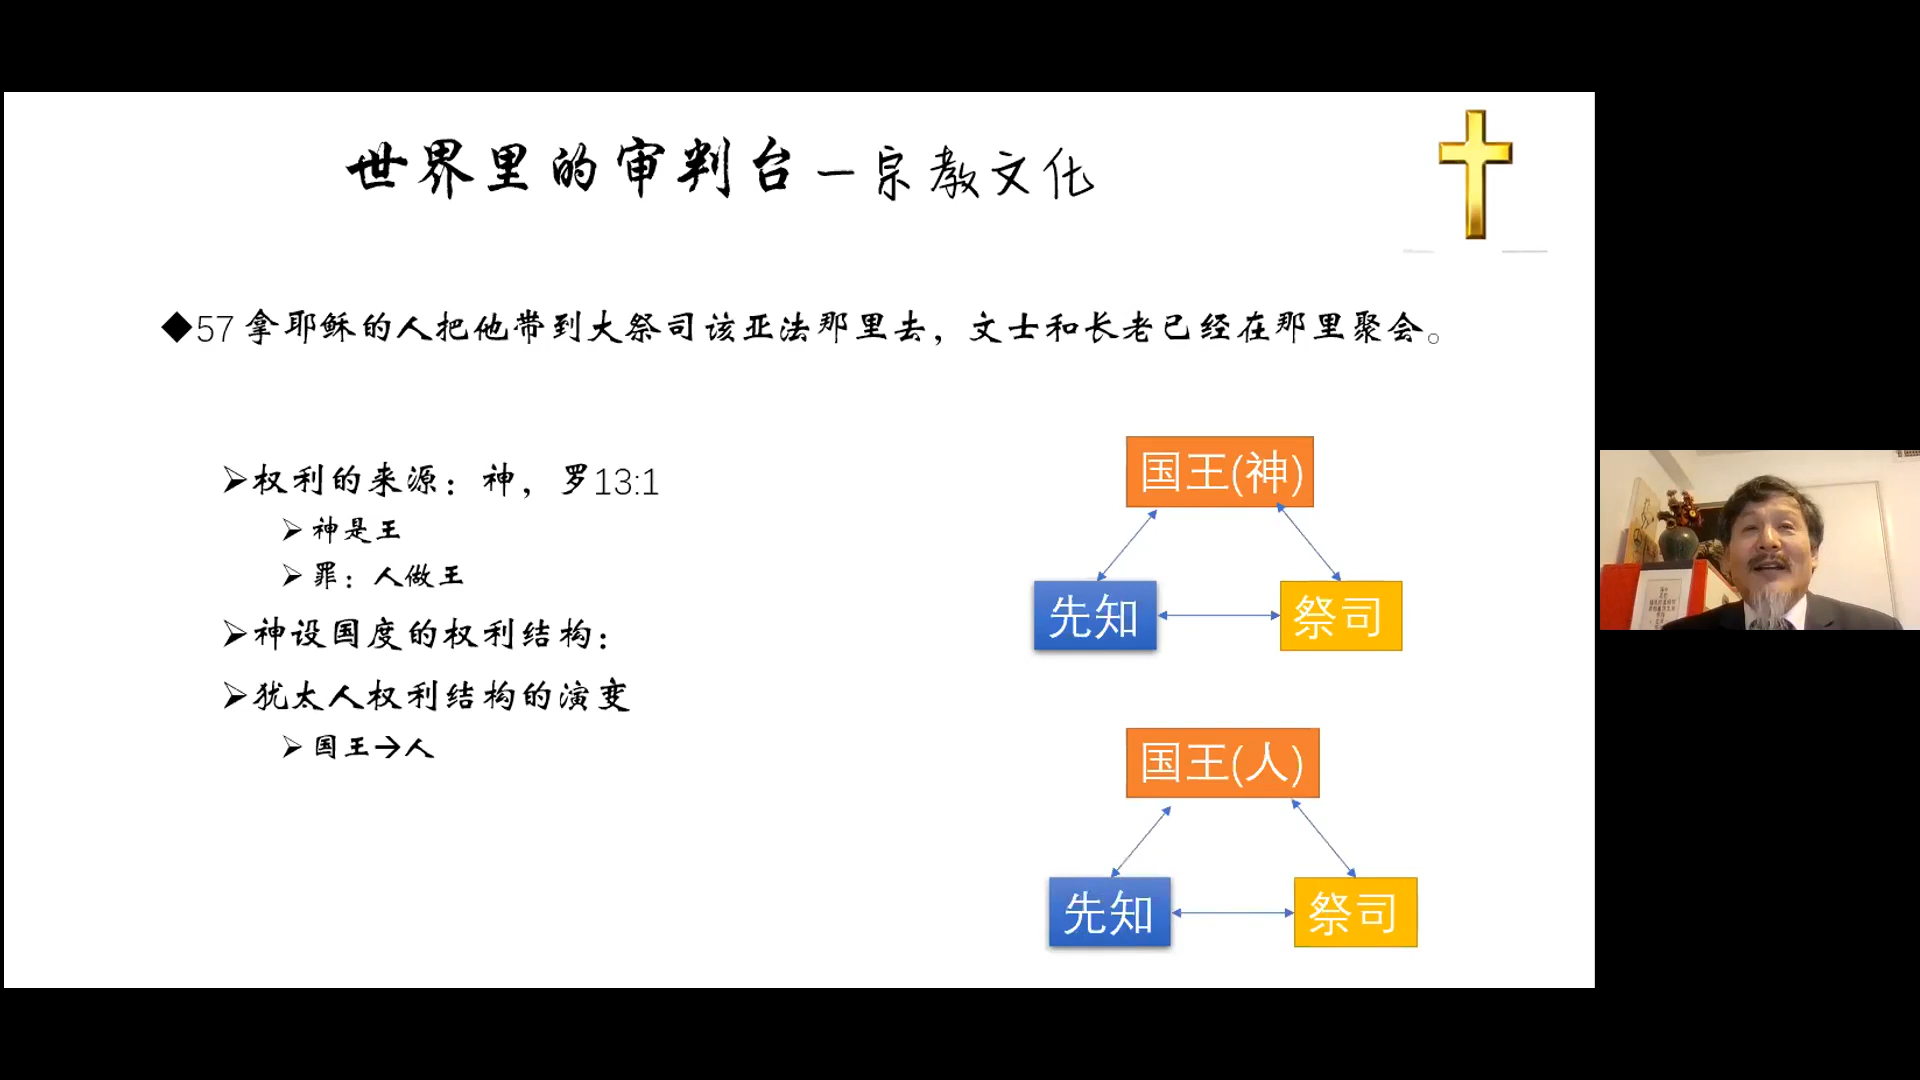 世界里的审判台—宗教文化
◆57 拿耶稣的人把他带到大祭司该亚法那里去，文士和长老已经在那里聚会。
➢权利的来源：神，罗13:1
➢神是王
➢罪：人做王
➢神设国度的权利结构：
➢犹太人权利结构的演变
➢国王→人
国王(神)
先知
祭司
国王(人)
先知
祭司